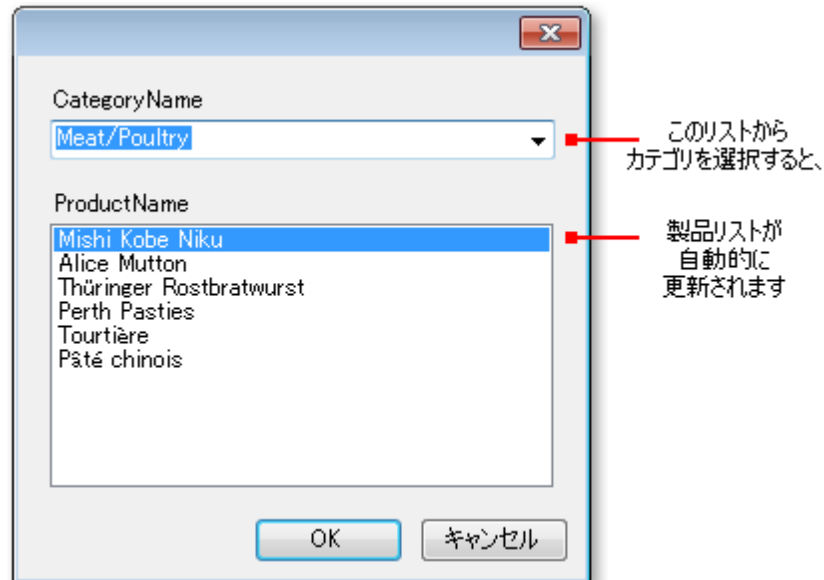 CategoryName
Meat/Poultry
このリストから
カテゴリを選択すると、
ProductName
Mishi Kobe Niku
Alice Mutton
Thüringer Rostbratwurst
Perth Pasties
Tourtière
Pâté chinois
製品リストが
自動的に
更新されます
OK
キャンセル